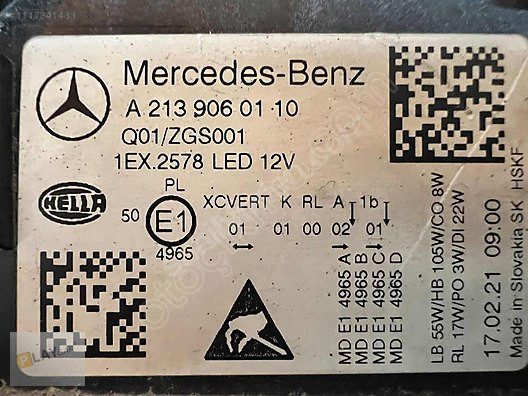 1117341433
Mercedes-Benz
A 213 906 01 10
Q01/ZGS001
1EX.2578 LED 12V
HELLA
50
PL
E1
4965
XCVERT K RL A 1b
01 01 00 02 01
MD E1 4965 A
MD E1 4965 B
MD E1 4965 C
MD E1 4965 D
LB 55W/HB 105W/CO 8W
RL 17W/PO 3W/DI 22W
17.02.21 09:00
Made in Slovakia SK HSKF
PLAY